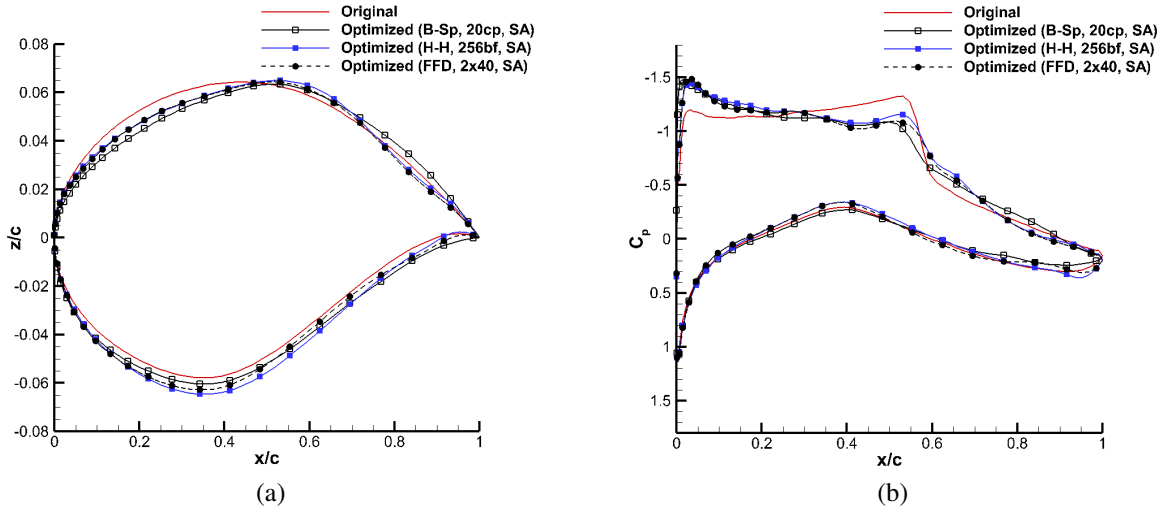 Original
Optimized (B-Sp, 20cp, SA)
Optimized (H-H, 256bf, SA)
Optimized (FFD, 2x40, SA)
0.08
0.06
0.04
0.02
0
-0.02
-0.04
-0.06
-0.08
z/c
0 0.2 0.4 0.6 0.8 1
x/c
(a)
Original
Optimized (B-Sp, 20cp, SA)
Optimized (H-H, 256bf, SA)
Optimized (FFD, 2x40, SA)
-1.5
-1
-0.5
0
0.5
1
1.5
Cp
0 0.2 0.4 0.6 0.8 1
x/c
(b)